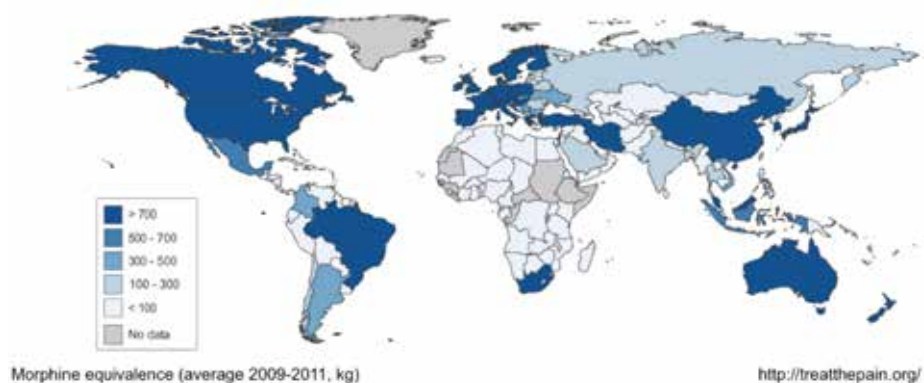 > 700
500 - 700
300 - 500
100 - 300
< 100
No data
Morphine equivalence (average 2009-2011, kg)
http://treatthepain.org/